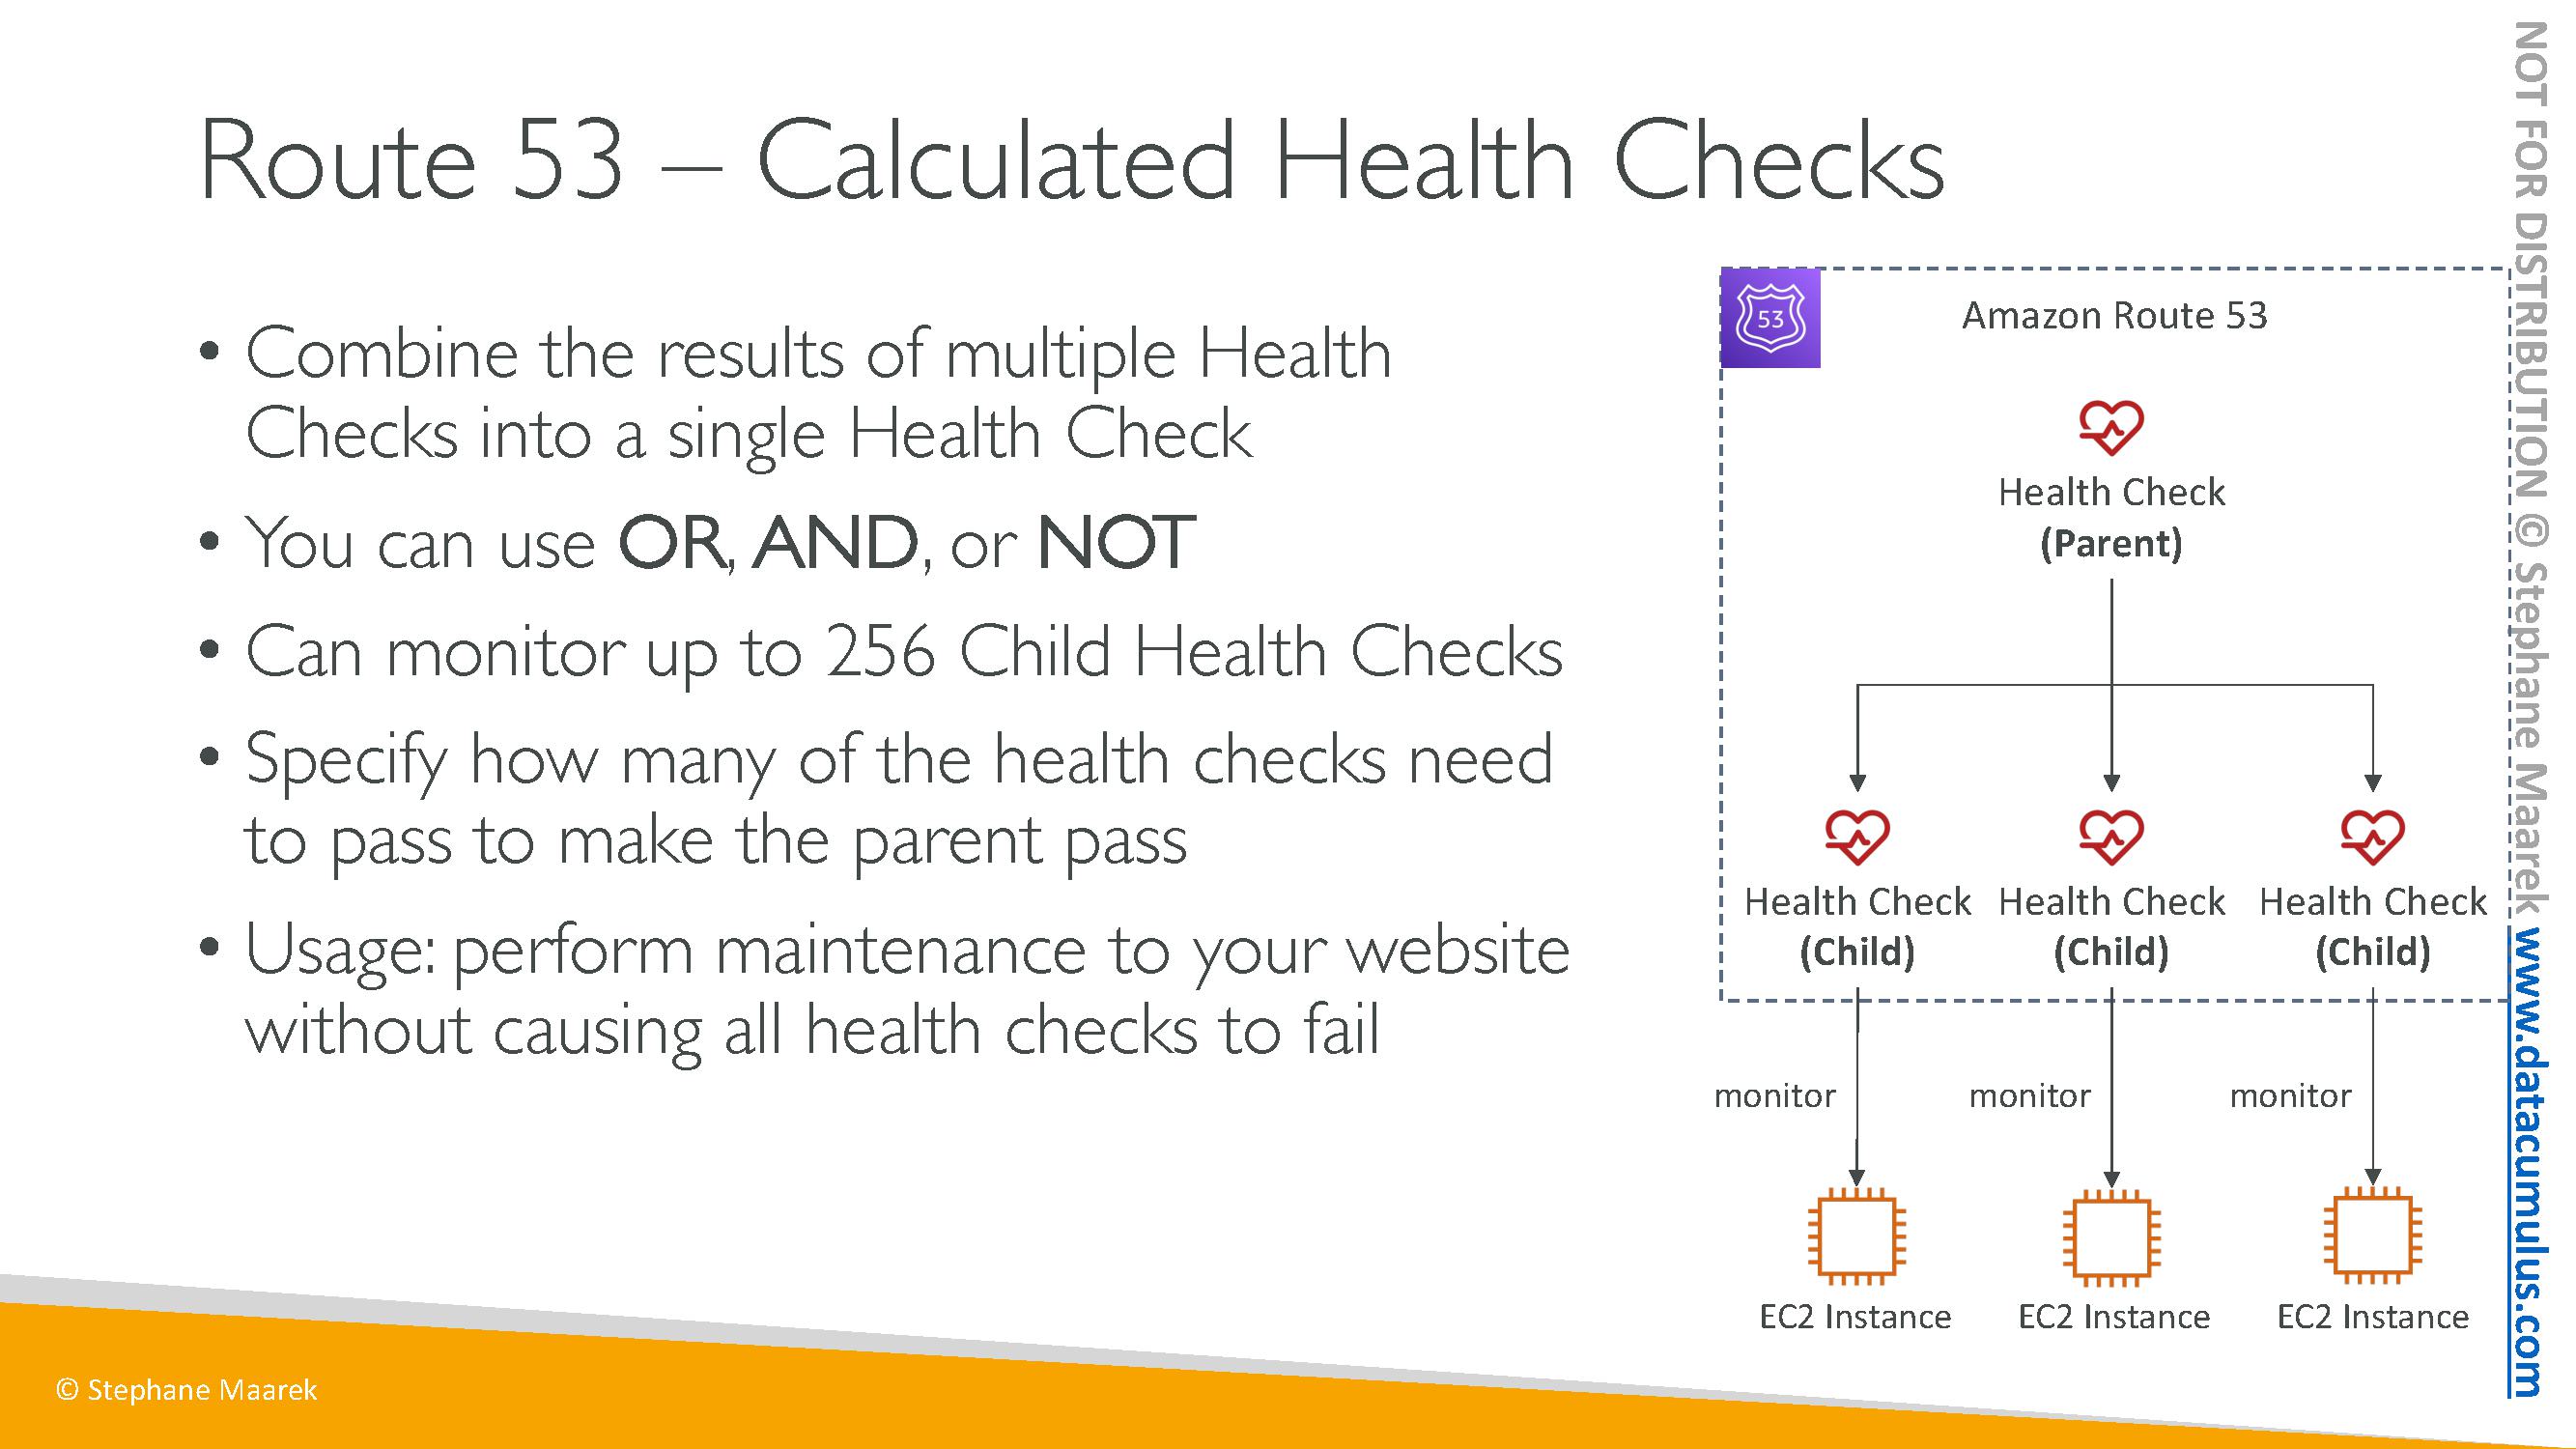 Route 53 – Calculated Health Checks
• Combine the results of multiple Health
Checks into a single Health Check
• You can use OR, AND, or NOT
• Can monitor up to 256 Child Health Checks
• Specify how many of the health checks need
to pass to make the parent pass
• Usage: perform maintenance to your website
without causing all health checks to fail
53
Amazon Route 53
Health Check
(Parent)
Health Check Health Check Health Check
(Child) (Child) (Child)
monitor monitor monitor
EC2 Instance EC2 Instance EC2 Instance
© Stephane Maarek
NOT FOR DISTRIBUTION © Stephane Maarek www.datacumulus.com